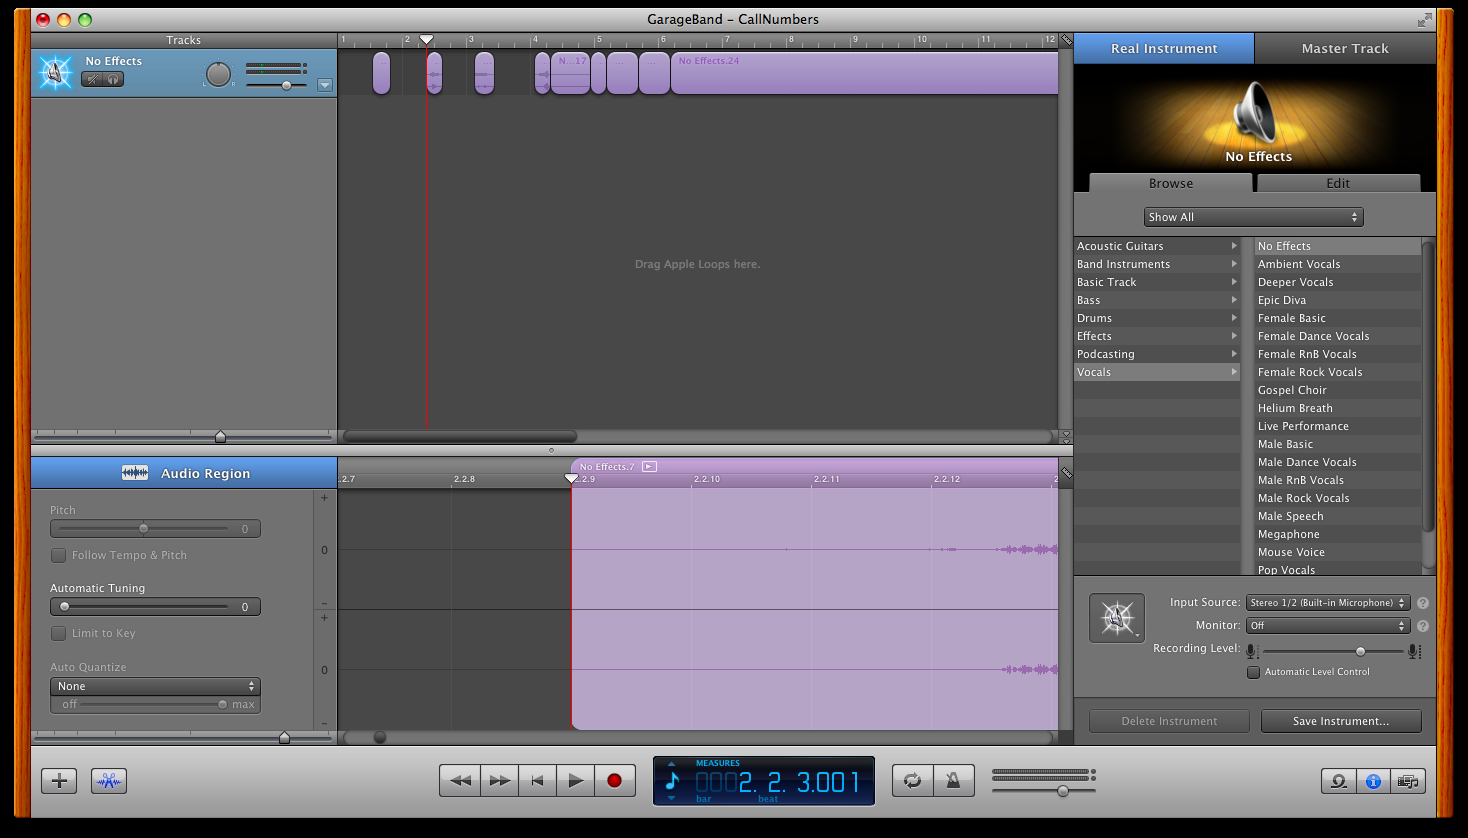 GarageBand – CallNumbers
Tracks
1 2 3 4 5 6 7 8 9 10 11 12
Real Instrument
Master Track
No Effects
L R
... ... ... ... N...17 ... ... ... No Effects.24
No Effects
Browse
Edit
Show All
Drag Apple Loops here.
Acoustic Guitars
Band Instruments
Basic Track
Bass
Drums
Effects
Podcasting
Vocals
No Effects
Ambient Vocals
Deeper Vocals
Epic Diva
Female Basic
Female Dance Vocals
Female RnB Vocals
Female Rock Vocals
Gospel Choir
Helium Breath
Live Performance
Male Basic
Male Dance Vocals
Male RnB Vocals
Male Rock Vocals
Male Speech
Megaphone
Mouse Voice
Pop Vocals
Audio Region
No Effects.7
2.2.7 2.2.8 2.2.9 2.2.10 2.2.11 2.2.12 2
Pitch
0
Follow Tempo & Pitch
Automatic Tuning
0
Limit to Key
Auto Quantize
None
off max
+
0
–
+
0
–
Input Source: Stereo 1/2 (Built-in Microphone) ?
Monitor: Off ?
Recording Level:
Automatic Level Control
Delete Instrument
Save Instrument...
MEASURES
0002. 2. 3.001
bar beat